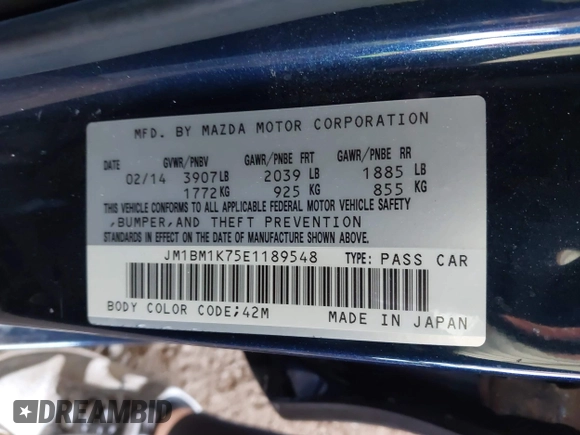 MFD. BY MAZDA MOTOR CORPORATION
DATE GVWR/PNBV GAWR/PNBE FRT GAWR/PNBE RR
02/14 3907LB 2039 LB 1885 LB
1772KG 925 KG 855 KG
THIS VEHICLE CONFORMS TO ALL APPLICABLE FEDERAL MOTOR VEHICLE SAFETY
,BUMPER,AND THEFT PREVENTION
STANDARDS IN EFFECT ON THE DATE OF MANUFACTURE SHOWN ABOVE.
JM1BM1K75E1189548 TYPE: PASS CAR
BODY COLOR CODE;42M MADE IN JAPAN
DREAMBID